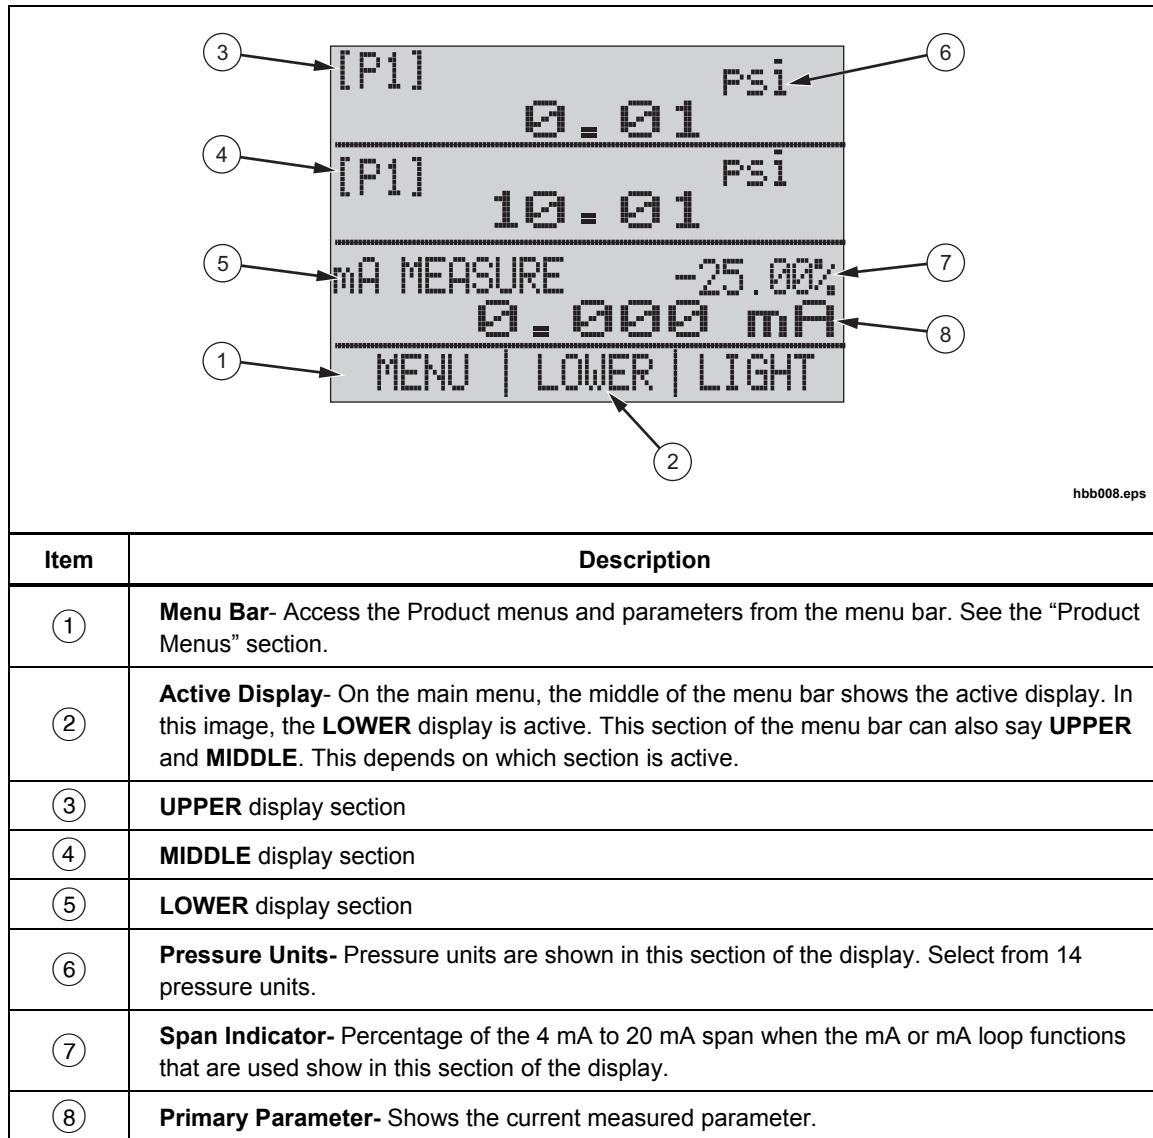 3
[P1]
psi
6
0.01
4
[P1]
psi
10.01
5
mA MEASURE -25.00%
7
0.000 mA
8
1
MENU | LOWER | LIGHT
2
hbb008.eps
Item Description
1 Menu Bar- Access the Product menus and parameters from the menu bar. See the “Product
Menus” section.
2 Active Display- On the main menu, the middle of the menu bar shows the active display. In
this image, the LOWER display is active. This section of the menu bar can also say UPPER
and MIDDLE. This depends on which section is active.
3 UPPER display section
4 MIDDLE display section
5 LOWER display section
6 Pressure Units- Pressure units are shown in this section of the display. Select from 14
pressure units.
7 Span Indicator- Percentage of the 4 mA to 20 mA span when the mA or mA loop functions
that are used show in this section of the display.
8 Primary Parameter- Shows the current measured parameter.